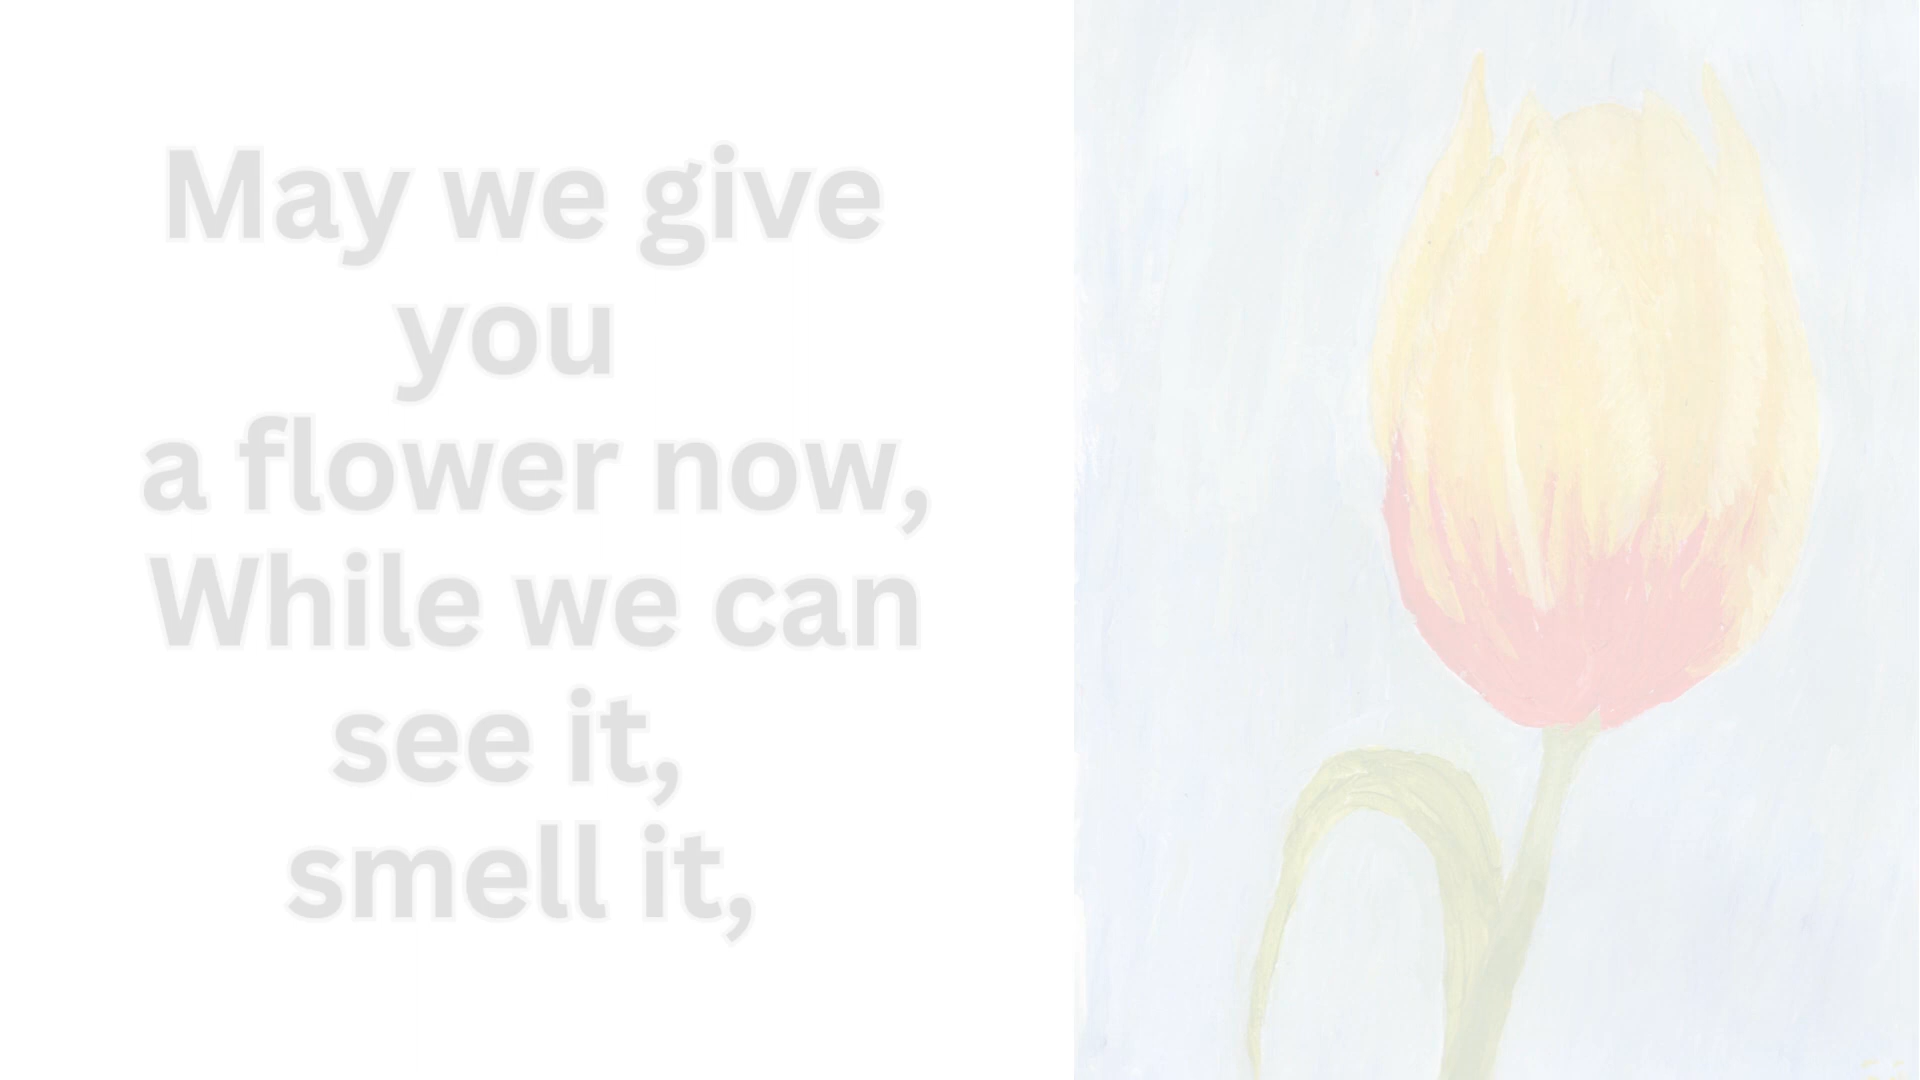 May we give
you
a flower now,
While we can
see it,
smell it,